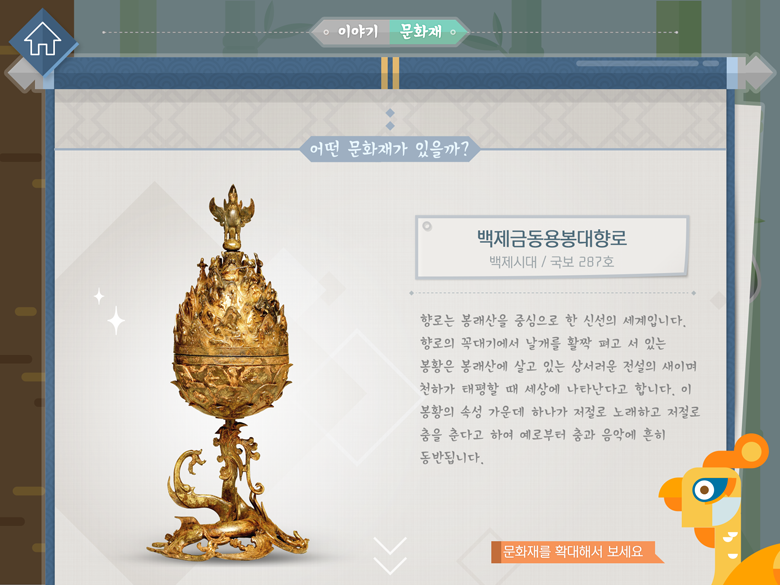 이야기
문화재
어떤 문화재가 있을까?
백제금동용봉대향로
백제시대 / 국보 287호
향로는 봉래산을 중심으로 한 신선의 세계입니다.
향로의 꼭대기에서 날개를 활짝 펴고 서 있는
봉황은 봉래산에 살고 있는 상서러운 전설의 새이며
천하가 태평할 때 세상에 나타난다고 합니다. 이
봉황의 속성 가운데 하나가 저절로 노래하고 저절로
춤을 춘다고 하여 예로부터 춤과 음악에 흔히
동반됩니다.
문화재를 확대해서 보세요